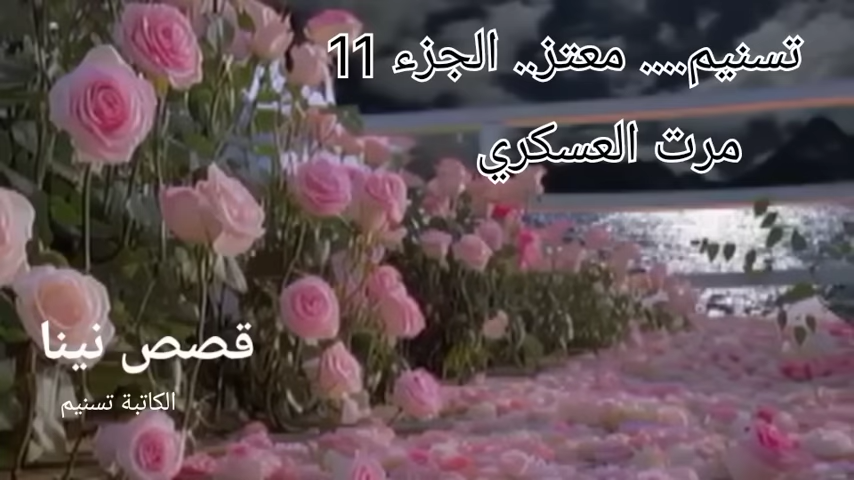 تسنيم.... معتز.. الجزء 11
مرت العسكري
قصص نينا
الكاتبة تسنيم